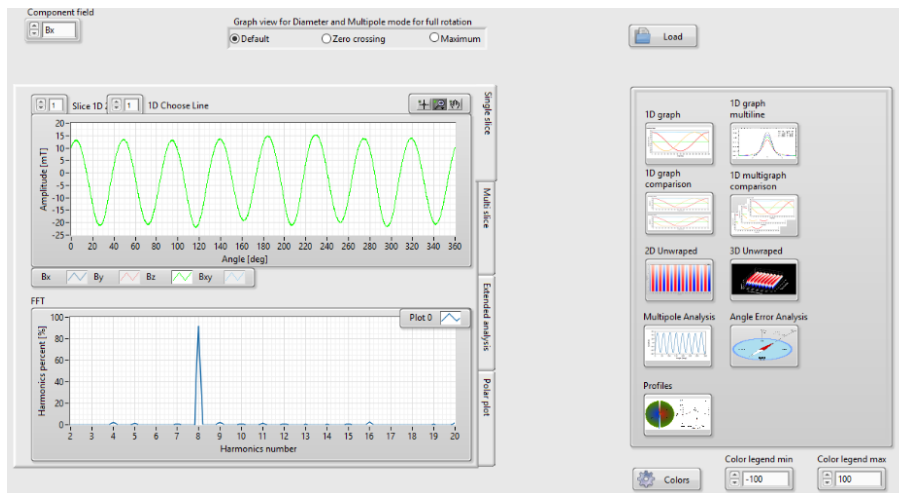 Component field
Bx
Graph view for Diameter and Multipole mode for full rotation
Default
Zero crossing
Maximum
Load
1
Slice 1D
1
1D Choose Line
Single slice
Multi slice
Extended analysis
Polar plot
Amplitude [mT]
20
15
10
5
0
-5
-10
-15
-20
-25
0 20 40 60 80 100 120 140 160 180 200 220 240 260 280 300 320 340 360
Angle [deg]
Bx By Bz Bxy
FFT
Plot 0
Harmonics percent [%]
100
80
60
40
20
0
2 3 4 5 6 7 8 9 10 11 12 13 14 15 16 17 18 19 20
Harmonics number
1D graph
1D graph
multiline
1D graph
comparison
1D multigraph
comparison
2D Unwraped
3D Unwraped
Multipole Analysis
Angle Error Analysis
Profiles
Colors
Color legend min
-100
Color legend max
100